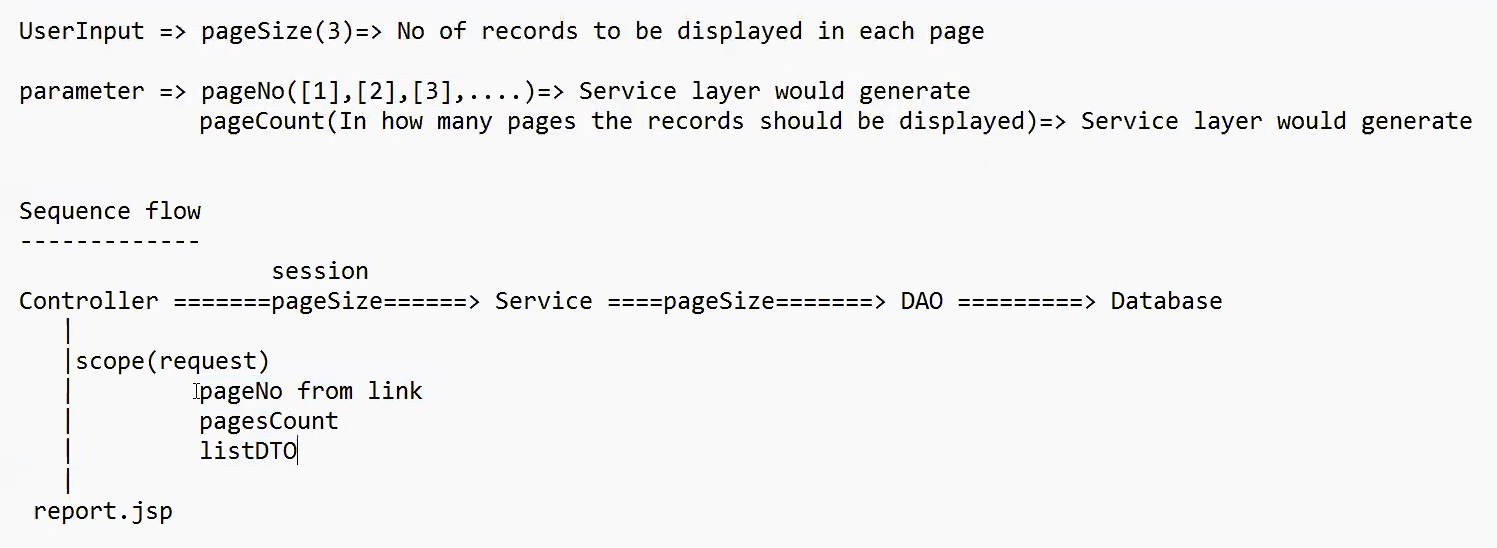 UserInput => pageSize(3)=> No of records to be displayed in each page
parameter => pageNo([1],[2],[3],....)=> Service layer would generate
pageCount(In how many pages the records should be displayed)=> Service layer would generate
Sequence flow
-------------
session
Controller =======pageSize======> Service ====pageSize=======> DAO =========> Database
|
|scope(request)
| pageNo from link
| pagesCount
| listDTO
|
report.jsp